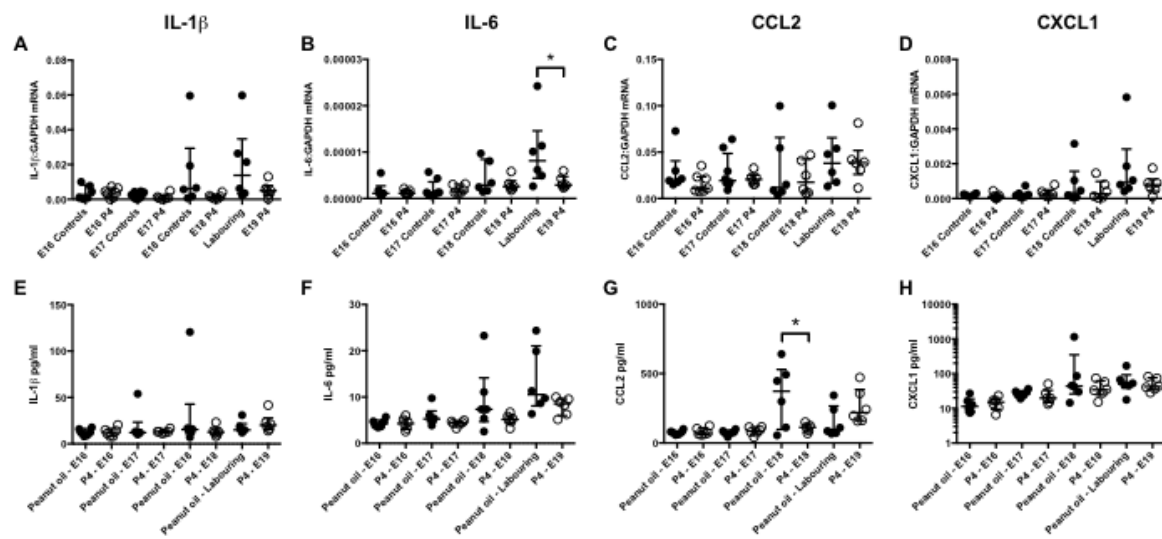 IL-1β
IL-6
CCL2
CXCL1
A
IL-1β:GAPDH mRNA
0.08
0.06
0.04
0.02
0.00
E16 Controls
E16 P4
E17 Controls
E17 P4
E16 Controls
E18 P4
Labouring
E19 P4
B
IL-6:GAPDH mRNA
0.00003
0.00002
0.00001
0.00000
*
E16 Controls
E16 P4
E17 Controls
E17 P4
E18 Controls
E18 P4
Labouring
E19 P4
C
CCL2:GAPDH mRNA
0.15
0.10
0.05
0.00
E16 Controls
E16 P4
E17 Controls
E17 P4
E18 Controls
E18 P4
Labouring
E19 P4
D
CXCL1:GAPDH mRNA
0.008
0.006
0.004
0.002
0.000
E16 Controls
E16 P4
E17 Controls
E17 P4
E18 Controls
E18 P4
Labouring
E19 P4
E
IL-1β pg/ml
150
100
50
0
Peanut oil - E16
P4 - E16
Peanut oil - E17
P4 - E17
Peanut oil - E18
P4 - E18
Peanut oil - Labouring
P4 - E19
F
IL-6 pg/ml
30
20
10
0
Peanut oil - E16
P4 - E16
Peanut oil - E17
P4 - E17
Peanut oil - E18
P4 - E18
Peanut oil - Labouring
P4 - E19
G
CCL2 pg/ml
1000
500
0
*
Peanut oil - E16
P4 - E16
Peanut oil - E17
P4 - E17
Peanut oil - E18
P4 - E18
Peanut oil - Labouring
P4 - E19
H
CXCL1 pg/ml
10000
1000
100
10
1
Peanut oil - E16
P4 - E16
Peanut oil - E17
P4 - E17
Peanut oil - E18
P4 - E18
Peanut oil - Labouring
P4 - E19